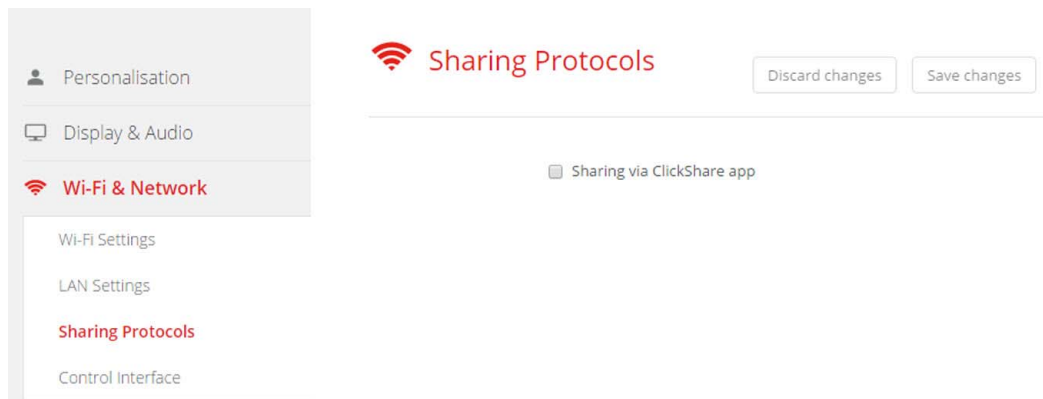 Personalisation
Display & Audio
Wi-Fi & Network
Wi-Fi Settings
LAN Settings
Sharing Protocols
Control Interface
Sharing Protocols
Discard changes
Save changes
Sharing via ClickShare app